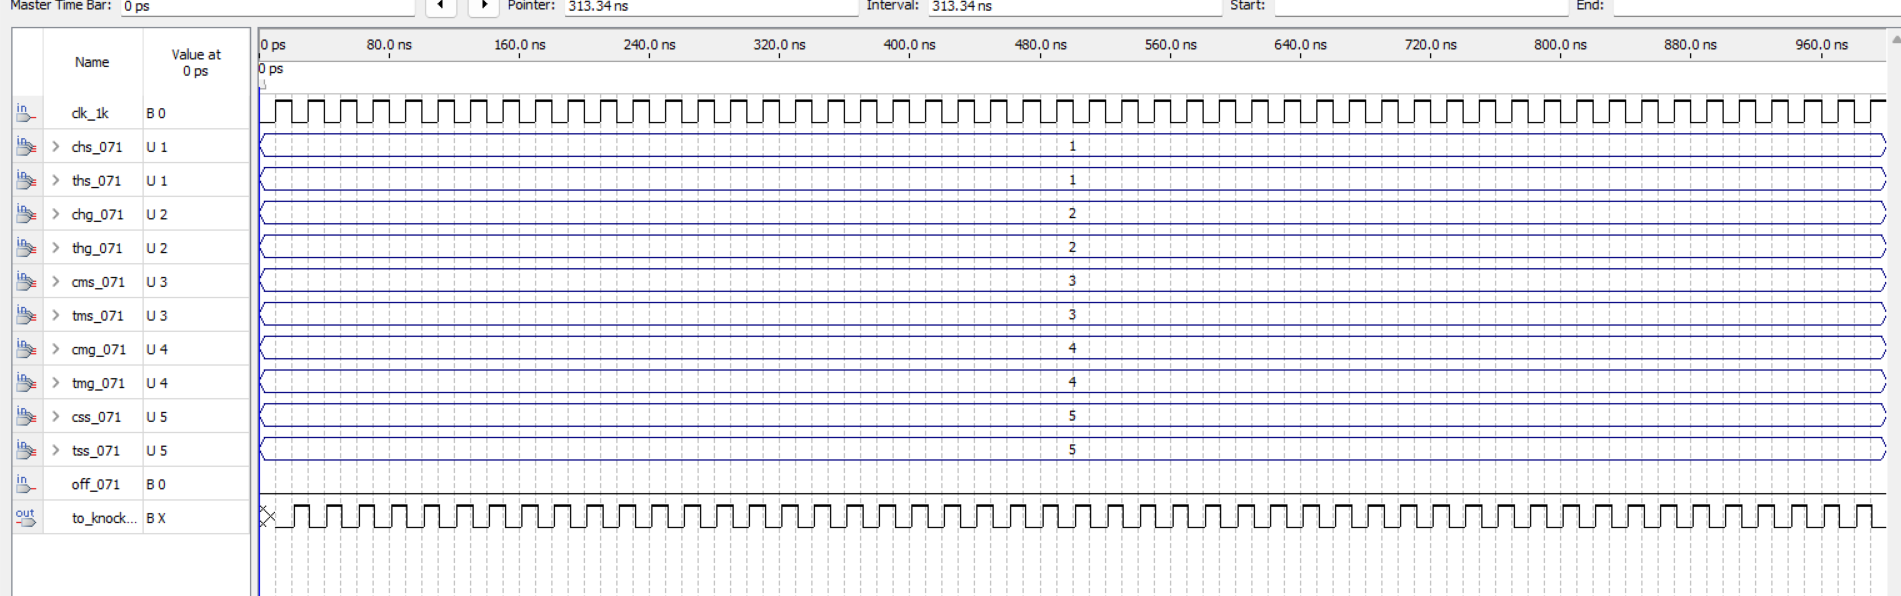 Master Time Bar: 0 ps Pointer: 313.34 ns Interval: 313.34 ns Start: End:
Name Value at 0 ps 0 ps 80.0 ns 160.0 ns 240.0 ns 320.0 ns 400.0 ns 480.0 ns 560.0 ns 640.0 ns 720.0 ns 800.0 ns 880.0 ns 960.0 ns
0 ps
in clk_1k B 0
in > chs_071 U 1 1
in > ths_071 U 1 1
in > chg_071 U 2 2
in > thg_071 U 2 2
in > cms_071 U 3 3
in > tms_071 U 3 3
in > cmg_071 U 4 4
in > tmg_071 U 4 4
in > css_071 U 5 5
in > tss_071 U 5 5
in off_071 B 0
out to_knock... B X